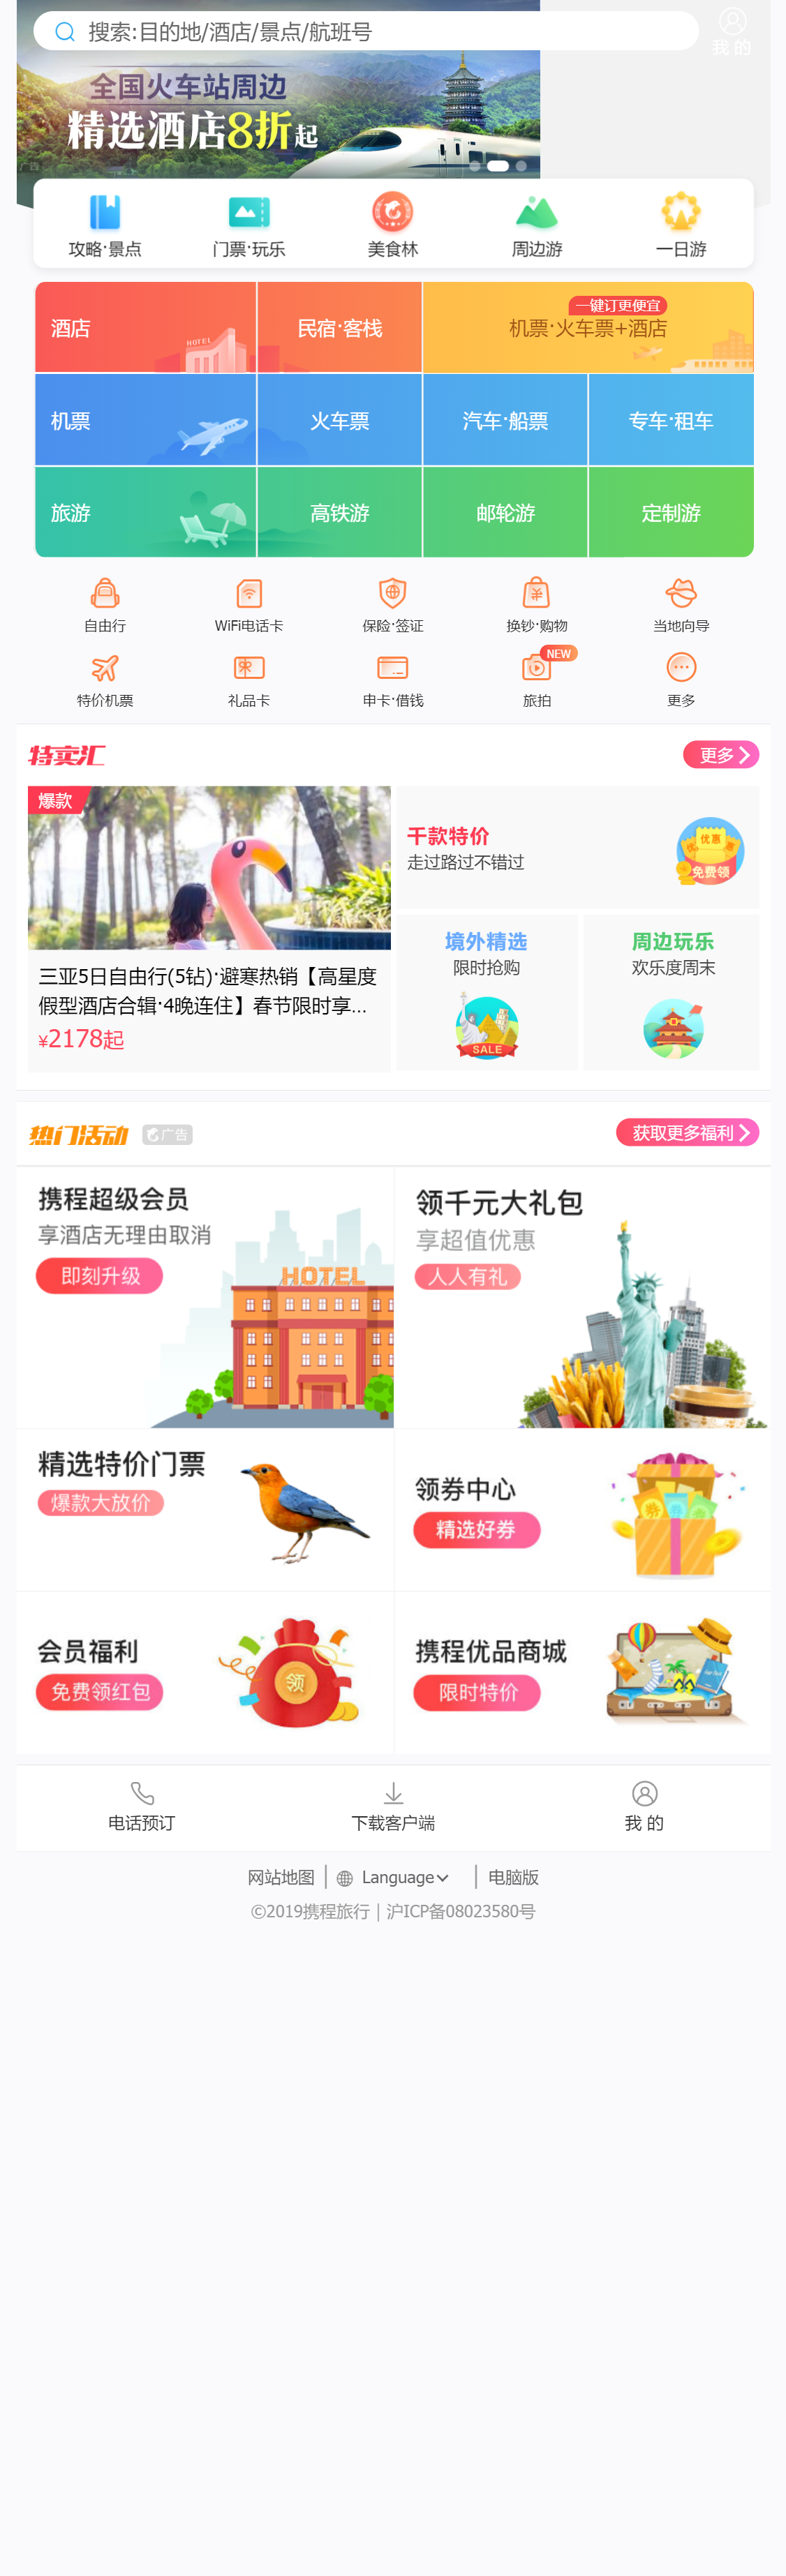 搜索:目的地/酒店/景点/航班号
我 的
全国火车站周边
精选酒店8折起
攻略·景点
门票·玩乐
美食林
周边游
一日游
一键订更便宜
酒店
HOTEL
民宿·客栈
机票·火车票+酒店
机票
火车票
汽车·船票
专车·租车
旅游
高铁游
邮轮游
定制游
自由行
WiFi电话卡
保险·签证
换钞·购物
当地向导
NEW
特价机票
礼品卡
申卡·借钱
旅拍
更多
特卖汇
更多
爆款
三亚5日自由行(5钻)·避寒热销【高星度
假型酒店合辑·4晚连住】春节限时享...
¥2178起
千款特价
走过路过不错过
优惠
免费领
境外精选
限时抢购
SALE
周边玩乐
欢乐度周末
热门活动
广告
获取更多福利
携程超级会员
享酒店无理由取消
即刻升级
HOTEL
领千元大礼包
享超值优惠
人人有礼
精选特价门票
爆款大放价
领券中心
精选好券
券
券
会员福利
免费领红包
领
携程优品商城
限时特价
电话预订
下载客户端
我 的
网站地图
Language
电脑版
©2019携程旅行 | 沪ICP备08023580号